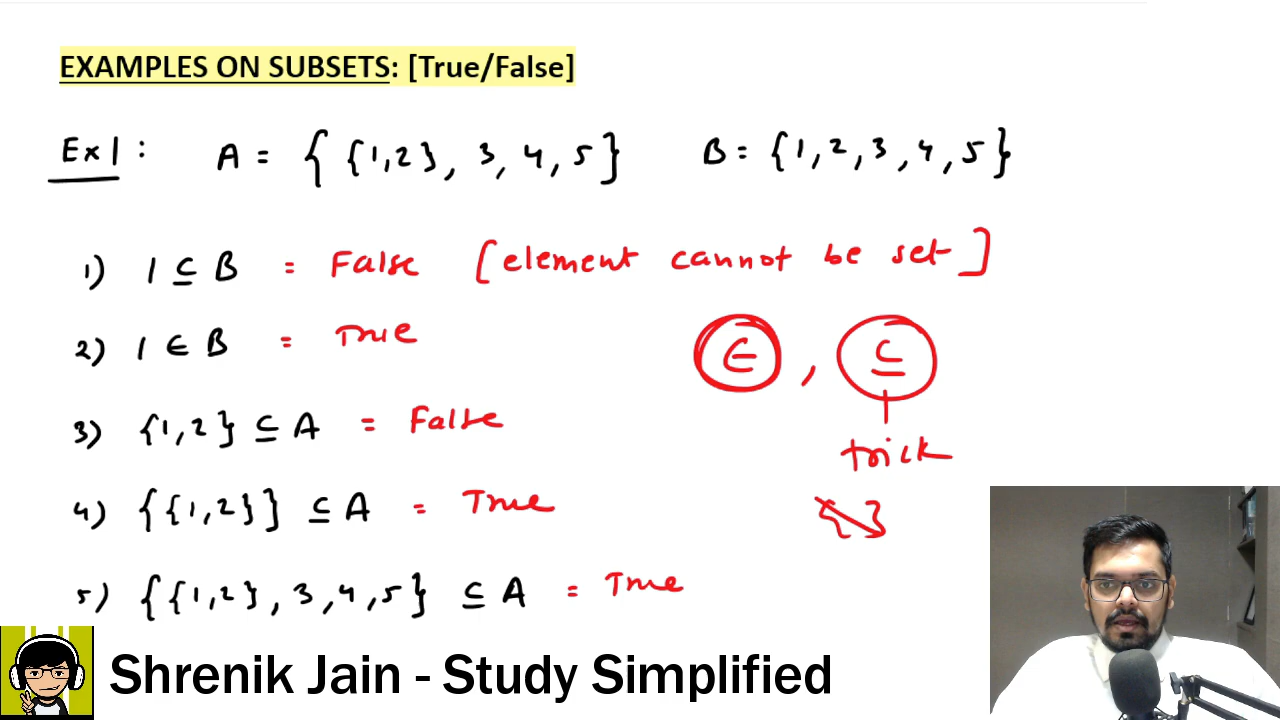 EXAMPLES ON SUBSETS: [True/False]
Ex 1 : A = { {1,2}, 3, 4, 5} B = {1, 2, 3, 4, 5}
1) 1 ⊆ B = False [element cannot be set]
2) 1 ∈ B = True
∈ , ⊆
3) {1,2} ⊆ A = False
trick
4) {{1,2}} ⊆ A = True
{ }
5) {{1,2}, 3, 4, 5} ⊆ A = True
Shrenik Jain - Study Simplified